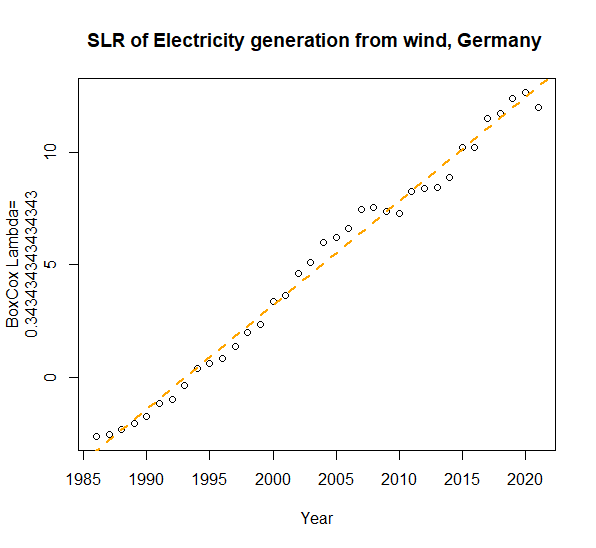 SLR of Electricity generation from wind, Germany
BoxCox Lambda=
0.343434343434343
10
5
0
1985 1990 1995 2000 2005 2010 2015 2020
Year